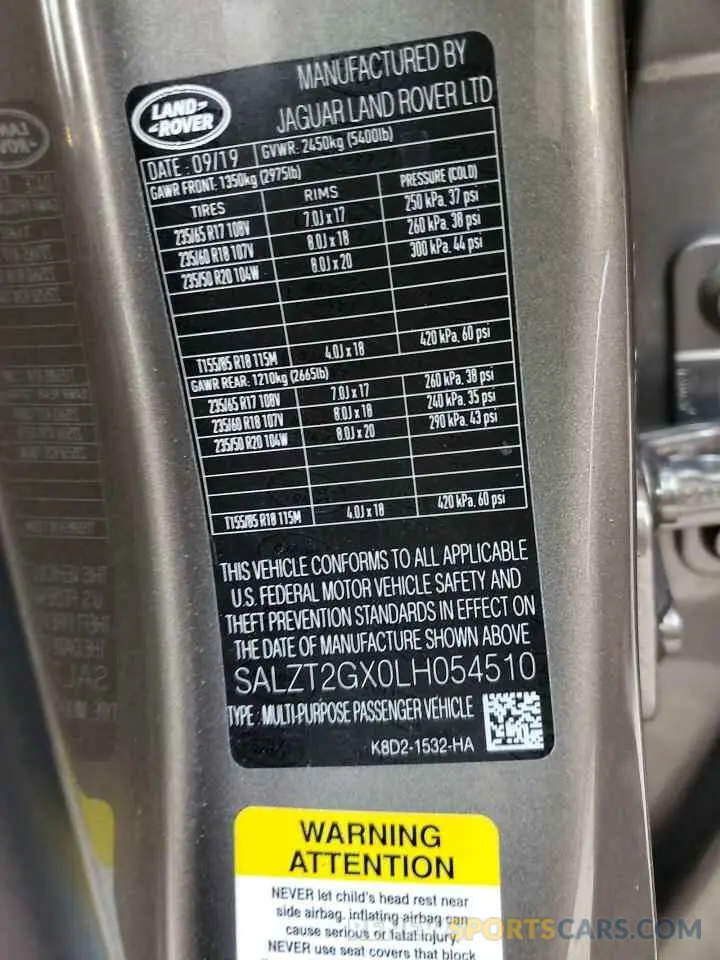 LAND-
-ROVER
MANUFACTURED BY
JAGUAR LAND ROVER LTD
DATE : 09/19 GVWR: 2450kg (5400lb)
GAWR FRONT: 1350kg (2975lb)
TIRES RIMS PRESSURE (COLD)
235/65 R17 108V 7.0J x 17 250 kPa, 37 psi
235/60 R18 107V 8.0J x 18 260 kPa, 38 psi
235/50 R20 104W 8.0J x 20 300 kPa, 44 psi
T155/85 R18 115M 4.0J x 18 420 kPa, 60 psi
GAWR REAR: 1210kg (2665lb)
235/65 R17 108V 7.0J x 17 260 kPa, 38 psi
235/60 R18 107V 8.0J x 18 240 kPa, 35 psi
235/50 R20 104W 8.0J x 20 290 kPa, 43 psi
T155/85 R18 115M 4.0J x 18 420 kPa, 60 psi
THIS VEHICLE CONFORMS TO ALL APPLICABLE
U.S. FEDERAL MOTOR VEHICLE SAFETY AND
THEFT PREVENTION STANDARDS IN EFFECT ON
THE DATE OF MANUFACTURE SHOWN ABOVE
SALZT2GX0LH054510
TYPE : MULTI-PURPOSE PASSENGER VEHICLE
K8D2-1532-HA
WARNING
ATTENTION
NEVER let child's head rest near
side airbag, inflating airbag can
cause serious or fatal injury.
NEVER use seat covers that block
REVIEWSPORTSCARS.COM